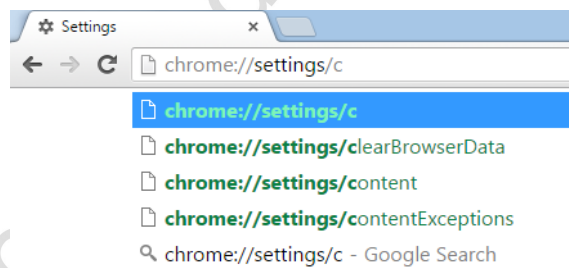 Settings
chrome://settings/c
chrome://settings/c
chrome://settings/clearBrowserData
chrome://settings/content
chrome://settings/contentExceptions
chrome://settings/c - Google Search